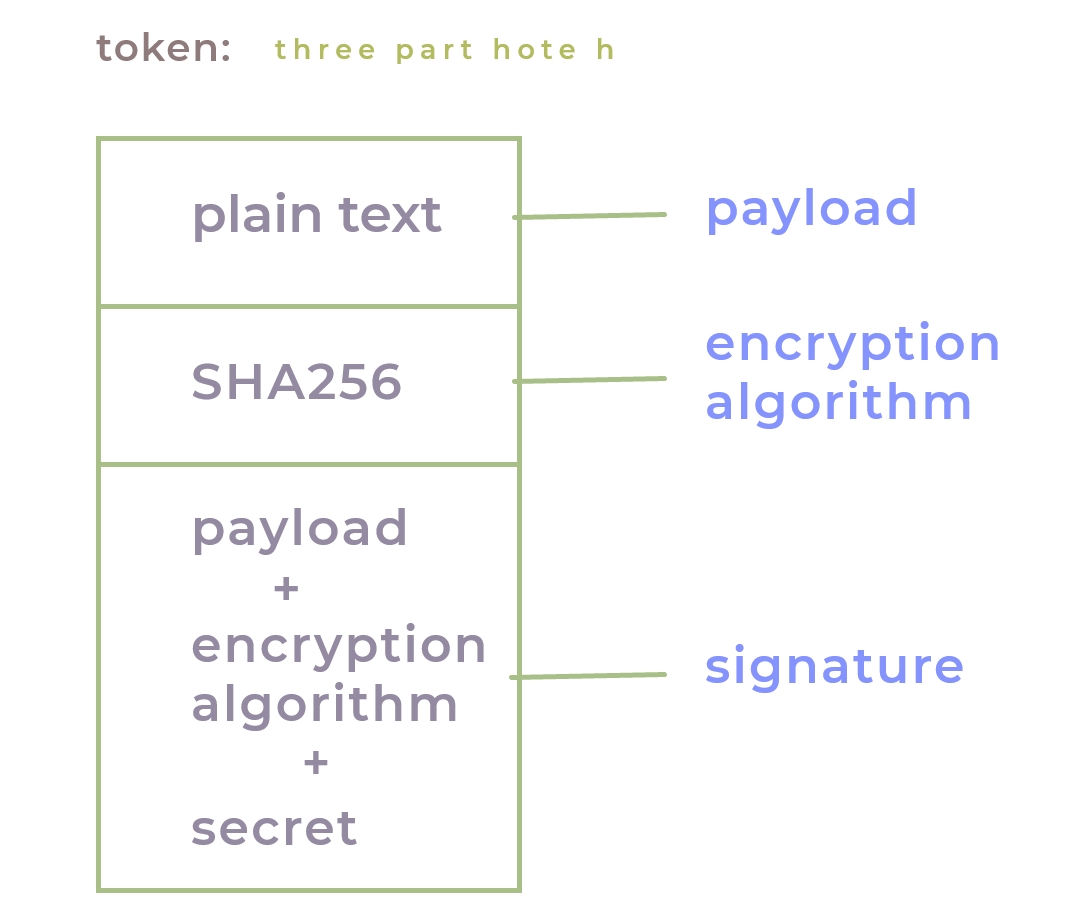 token: three part hote h
plain text
payload
SHA256
encryption
algorithm
payload
+
encryption
algorithm
+
secret
signature